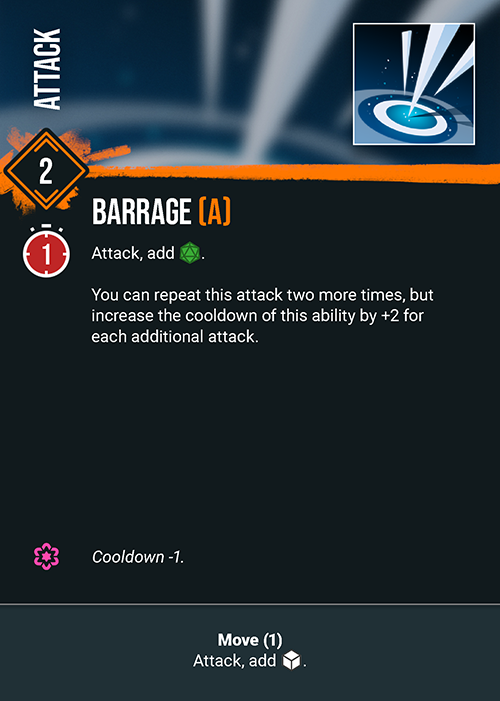 ATTACK
2
BARRAGE (A)
1
Attack, add .
You can repeat this attack two more times, but
increase the cooldown of this ability by +2 for
each additional attack.
Cooldown -1.
Move (1)
Attack, add .